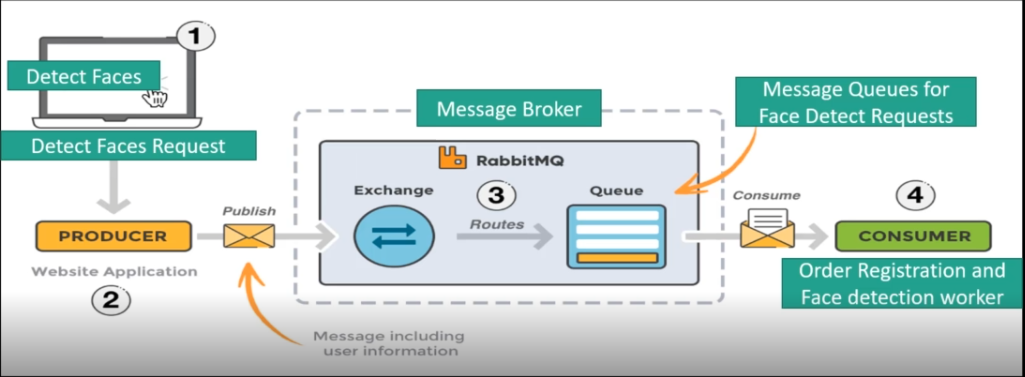 1
Detect Faces
Detect Faces Request
PRODUCER
Website Application
2
Publish
Message including
user information
Message Broker
RabbitMQ
Exchange
3
Routes
Queue
Message Queues for
Face Detect Requests
Consume
4
CONSUMER
Order Registration and
Face detection worker